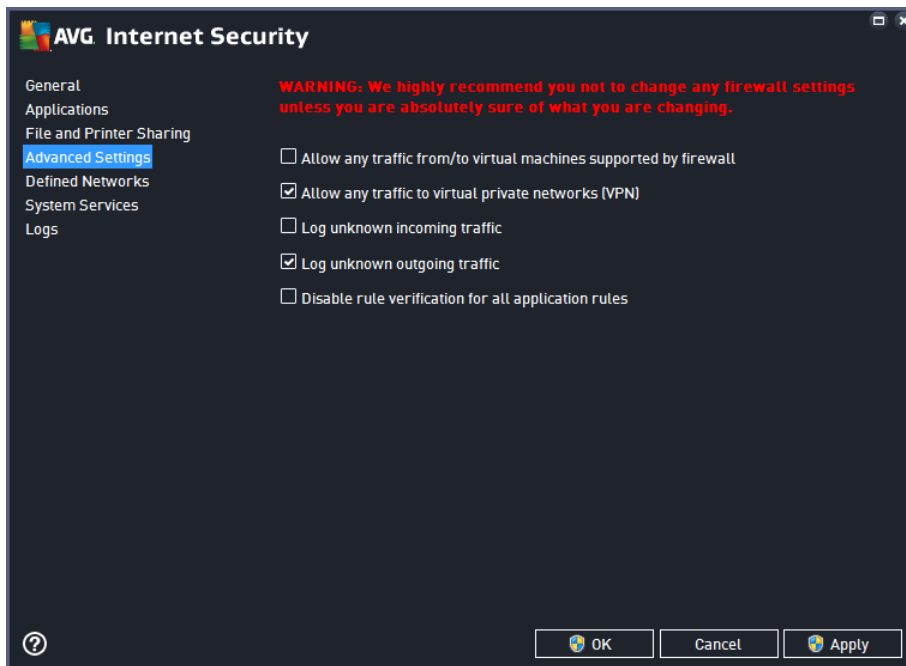 AVG Internet Security
General
Applications
File and Printer Sharing
Advanced Settings
Defined Networks
System Services
Logs
WARNING: We highly recommend you not to change any firewall settings
unless you are absolutely sure of what you are changing.
Allow any traffic from/to virtual machines supported by firewall
Allow any traffic to virtual private networks (VPN)
Log unknown incoming traffic
Log unknown outgoing traffic
Disable rule verification for all application rules
?
OK
Cancel
Apply